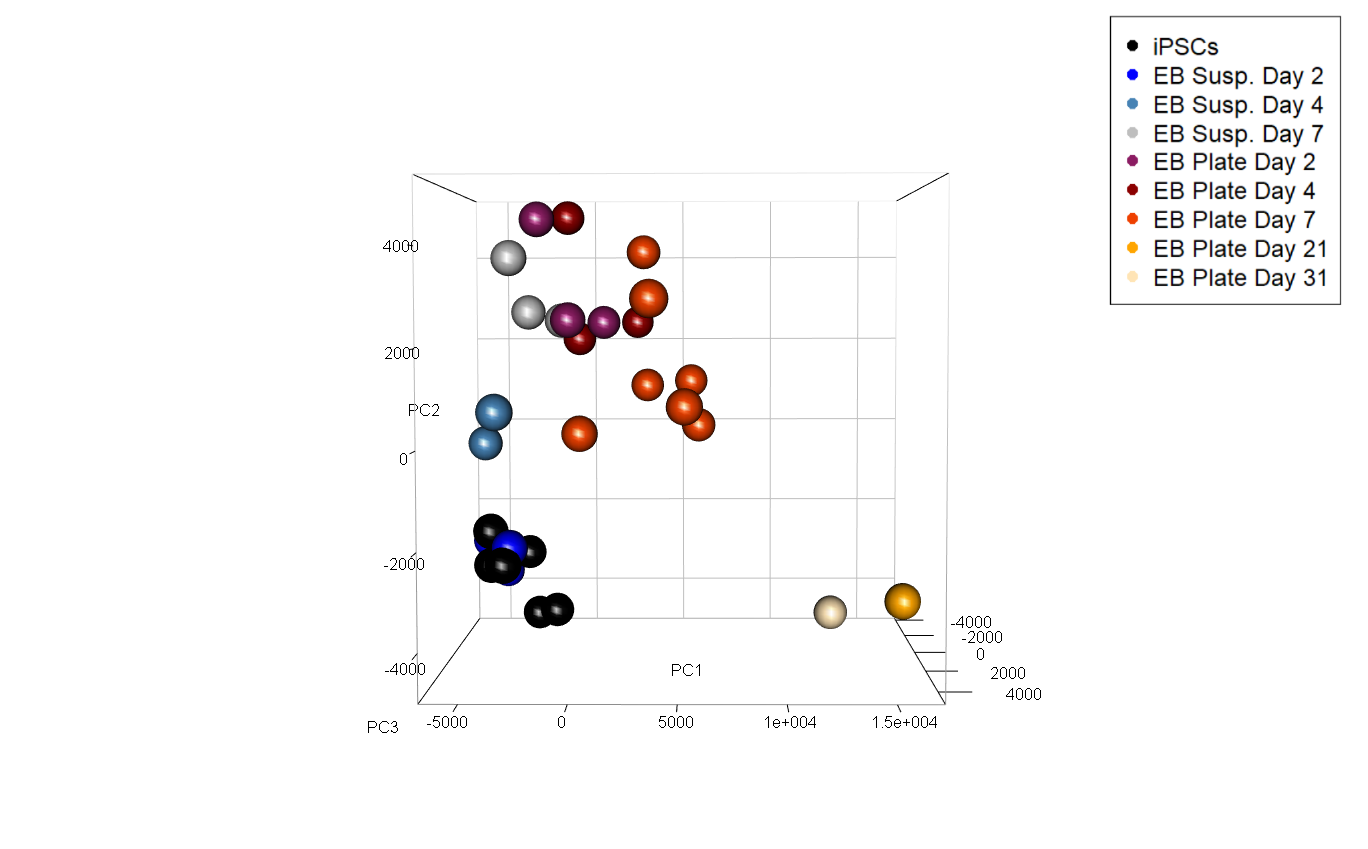 iPSCs
EB Susp. Day 2
EB Susp. Day 4
EB Susp. Day 7
EB Plate Day 2
EB Plate Day 4
EB Plate Day 7
EB Plate Day 21
EB Plate Day 31
4000
2000
PC2
0
-2000
-4000
-4000
-2000
0
2000
4000
PC1
PC3
-5000
0
5000
1e+004
1.5e+004